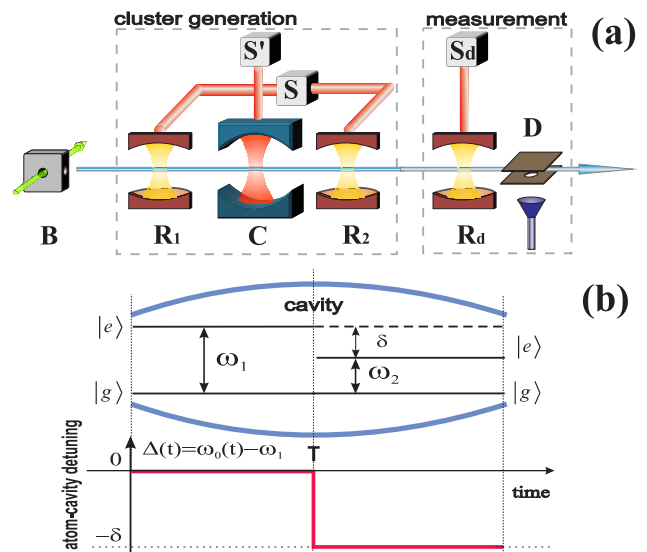 cluster generation
measurement
(a)
S'
S
Sd
D
B
R1
C
R2
Rd
(b)
cavity
|e⟩
ω1
δ
|e⟩
ω2
|g⟩
|g⟩
atom-cavity detuning
0
Δ(t)=ω0(t)−ω1
T
time
−δ